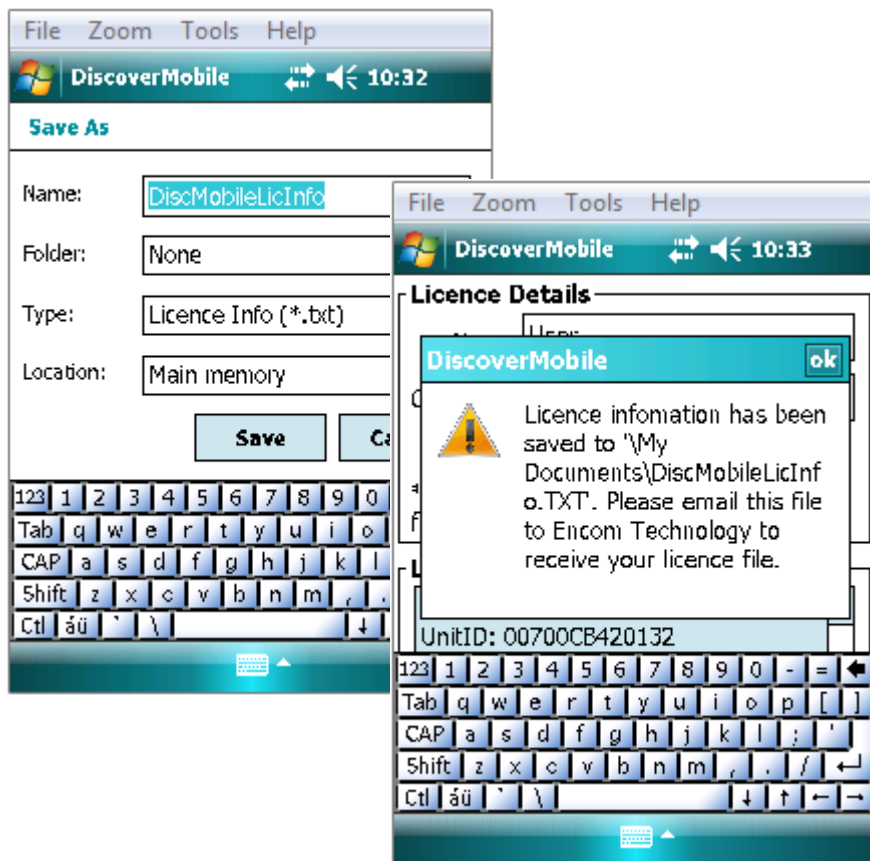 File Zoom Tools Help
DiscoverMobile 10:32
Save As
Name: DiscMobileLicInfo
Folder: None
Type: Licence Info (*.txt)
Location: Main memory
Save
123 1 2 3 4 5 6 7 8 9 0
Tab q w e r t y u i o
CAP a s d f g h j k l
Shift z x c v b n m , .
Ctl áü ` \ ↓
File Zoom Tools Help
DiscoverMobile 10:33
Licence Details
DiscoverMobile ok
Licence infomation has been
saved to '\My
Documents\DiscMobileLicInf
o.TXT'. Please email this file
to Encom Technology to
receive your licence file.
UnitID: 00700CB420132
123 1 2 3 4 5 6 7 8 9 0 - = 🡄
Tab q w e r t y u i o p [ ]
CAP a s d f g h j k l ; '
Shift z x c v b n m , . / ↵
Ctl áü ` \ ↓ ↑ ← →